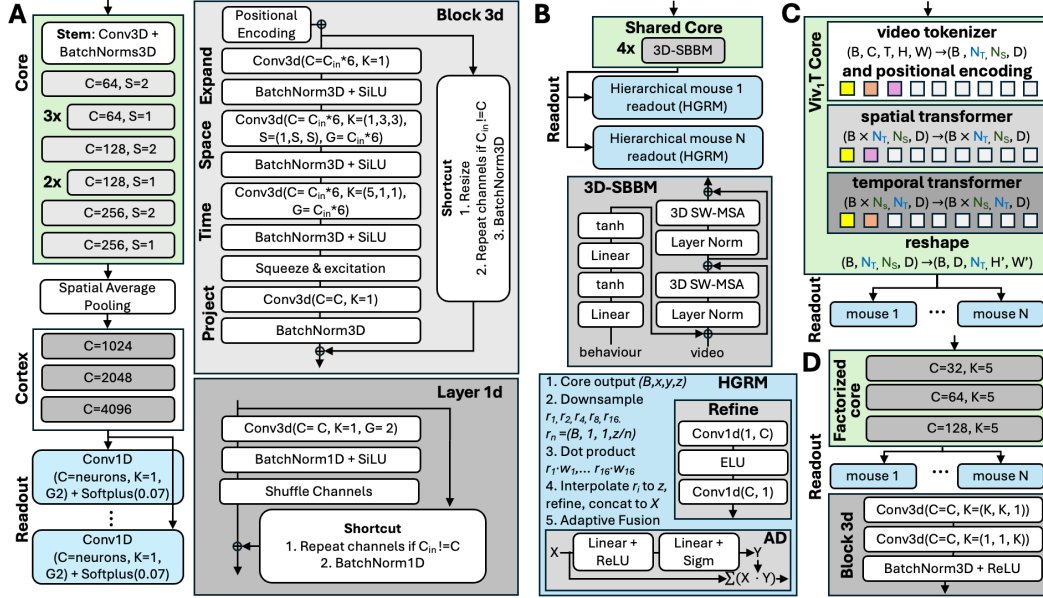 A
Core
Stem: Conv3D +
BatchNorms3D
C=64, S=2
3x
C=64, S=1
C=128, S=2
2x
C=128, S=1
C=256, S=2
C=256, S=1
Spatial Average
Pooling
Cortex
C=1024
C=2048
C=4096
Readout
Conv1D
(C=neurons, K=1,
G2) + Softplus(0.07)
⋮
Conv1D
(C=neurons, K=1,
G2) + Softplus(0.07)
Block 3d
Positional
Encoding
Expand
Conv3d(C=Cin*6, K=1)
BatchNorm3D + SiLU
Space
Conv3d(C= Cin*6, K=(1,3,3),
S=(1,S, S), G= Cin*6)
BatchNorm3D + SiLU
Time
Conv3d(C= Cin*6, K=(5,1,1),
G= Cin*6)
BatchNorm3D + SiLU
Squeeze & excitation
Project
Conv3d(C=C, K=1)
BatchNorm3D
Shortcut
1. Resize
2. Repeat channels if Cin !=C
3. BatchNorm3D
Layer 1d
Conv3d(C= C, K=1, G= 2)
BatchNorm1D + SiLU
Shuffle Channels
Shortcut
1. Repeat channels if Cin !=C
2. BatchNorm1D
B
Shared Core
4x
3D-SBBM
Readout
Hierarchical mouse 1
readout (HGRM)
Hierarchical mouse N
readout (HGRM)
3D-SBBM
tanh
Linear
tanh
Linear
behaviour
3D SW-MSA
Layer Norm
3D SW-MSA
Layer Norm
video
HGRM
1. Core output (B,x,y,z)
2. Downsample
r1, r2, r4, r8, r16.
rn =(B, 1, 1,z/n)
3. Dot product
r1·w1,... r16·w16
4. Interpolate ri to z,
refine, concat to X
5. Adaptive Fusion
Refine
Conv1d(1, C)
ELU
Conv1d(C, 1)
AD
X
Linear +
ReLU
Linear +
Sigm
Y
∑(X · Y)
C
Viv1T Core
video tokenizer
(B, C, T, H, W)→(B , NT, NS, D)
and positional encoding
spatial transformer
(B × NT, NS, D) →(B × NT, NS, D)
temporal transformer
(B × NS, NT, D) →(B × NS, NT, D)
reshape
(B, NT, NS, D)→(B, D, NT, H', W')
Readout
mouse 1
...
mouse N
D
Factorized
core
C=32, K=5
C=64, K=5
C=128, K=5
Readout
mouse 1
...
mouse N
Block 3d
Conv3d(C=C, K=(K, K, 1))
Conv3d(C=C, K=(1, 1, K))
BatchNorm3D + ReLU